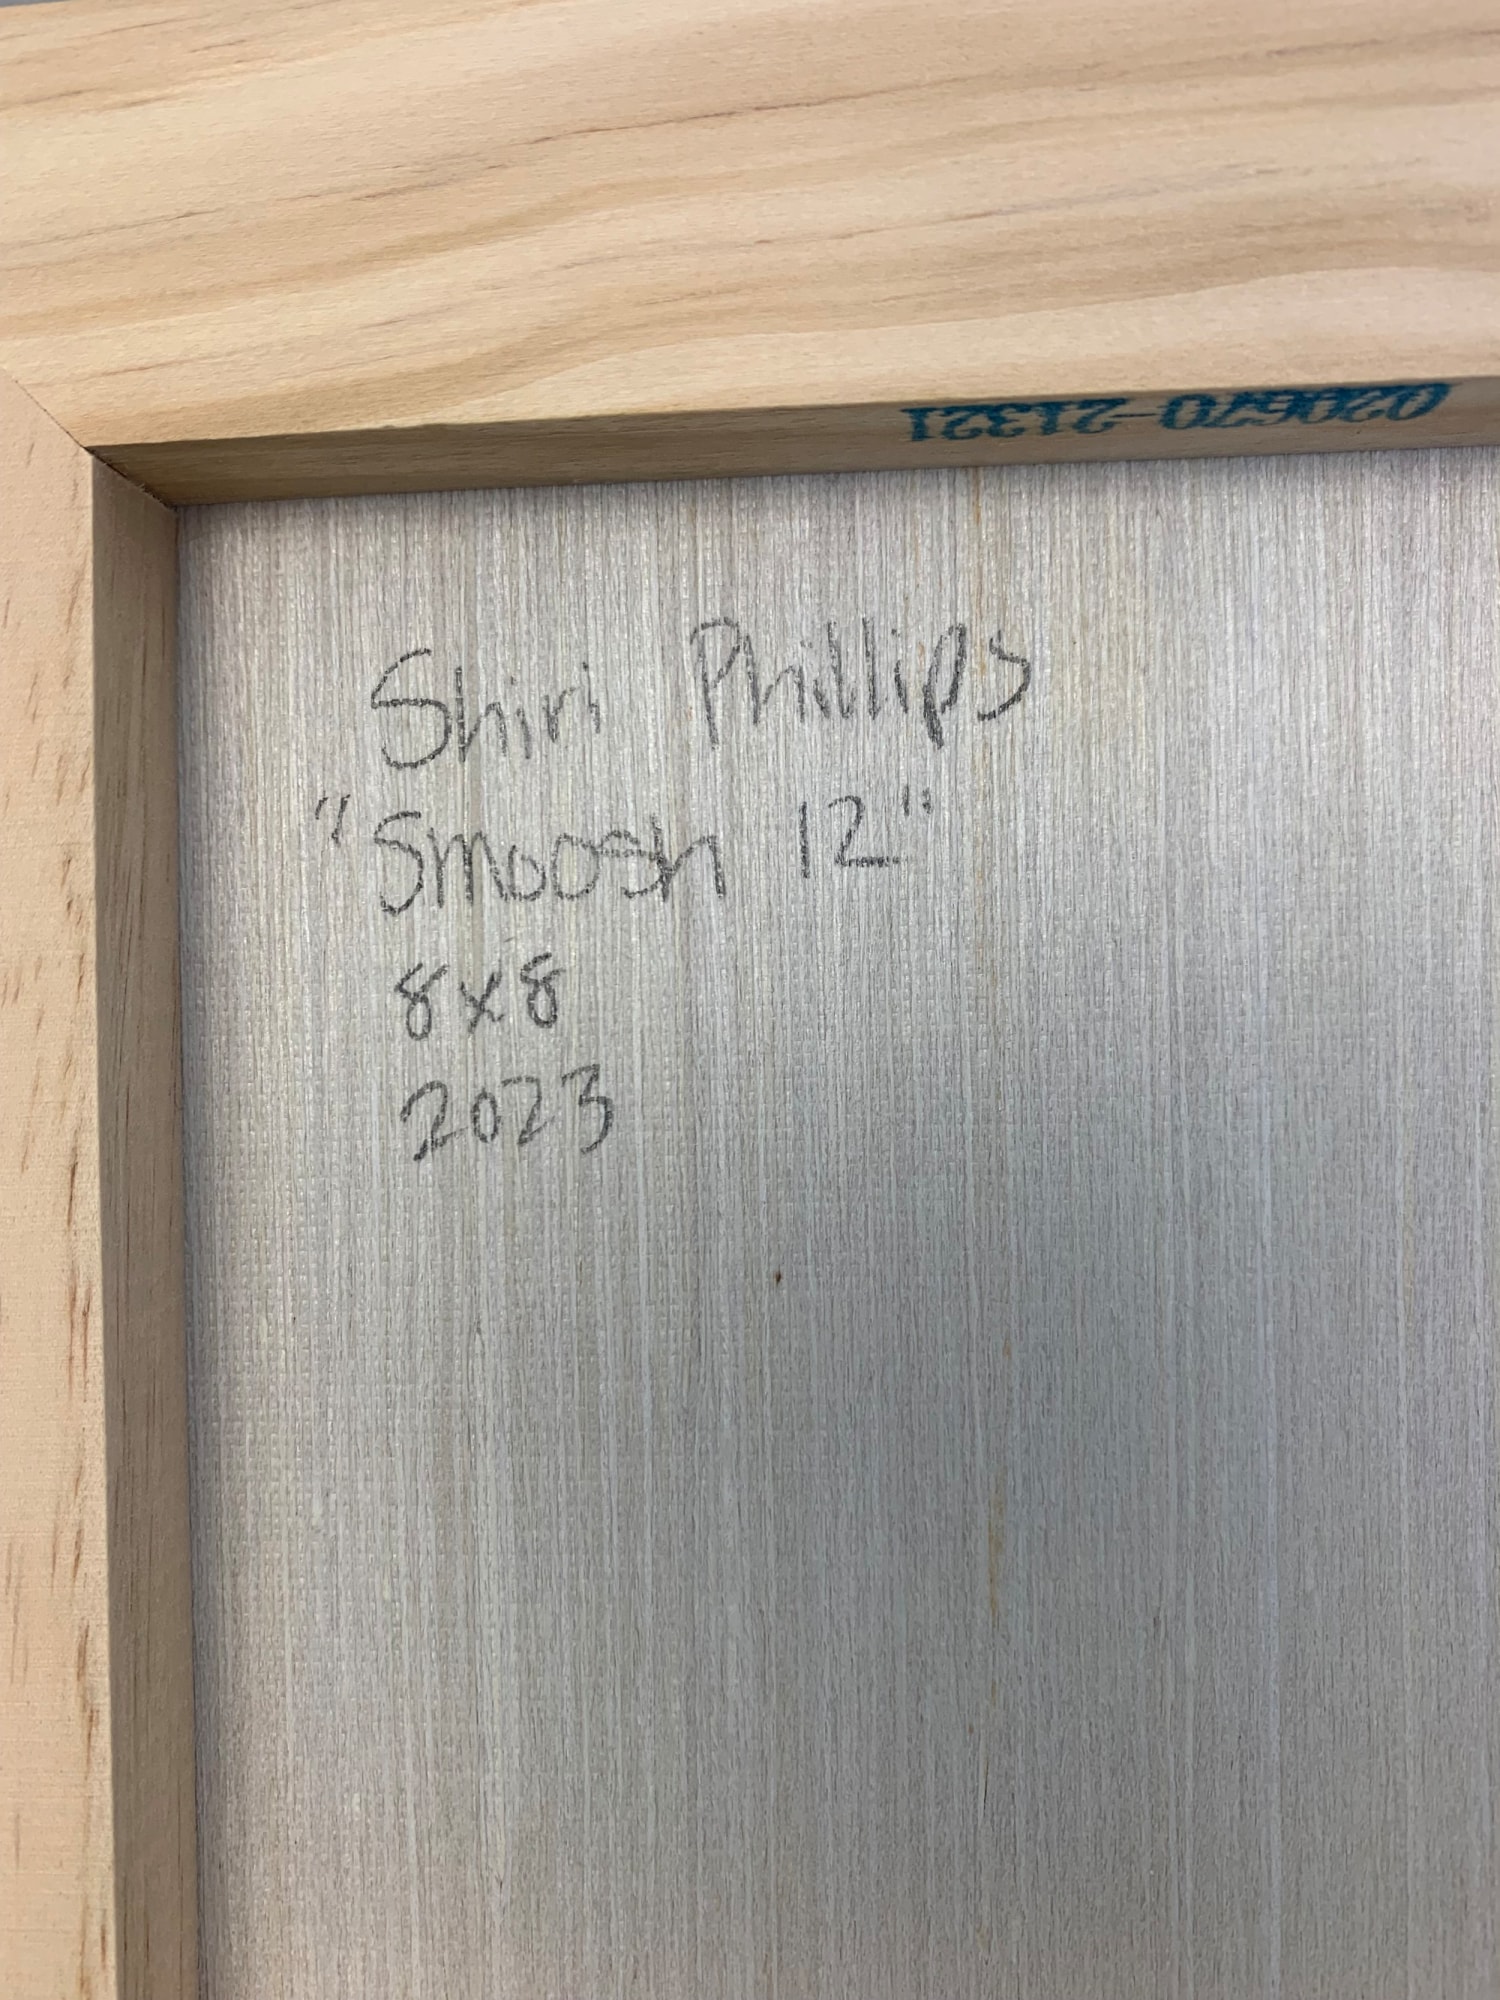 020670-21321
Shiri Phillips
"Smoosh 12"
8x8
2023